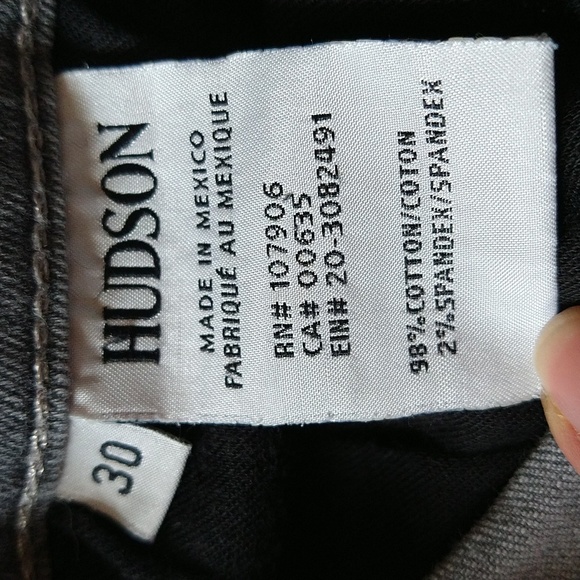 HUDSON
MADE IN MEXICO
FABRIQUÉ AU MEXIQUE
RN# 107906
CA# 00635
EIN# 20-3082491
98%COTTON/COTON
2%SPANDEX/SPANDEX
30